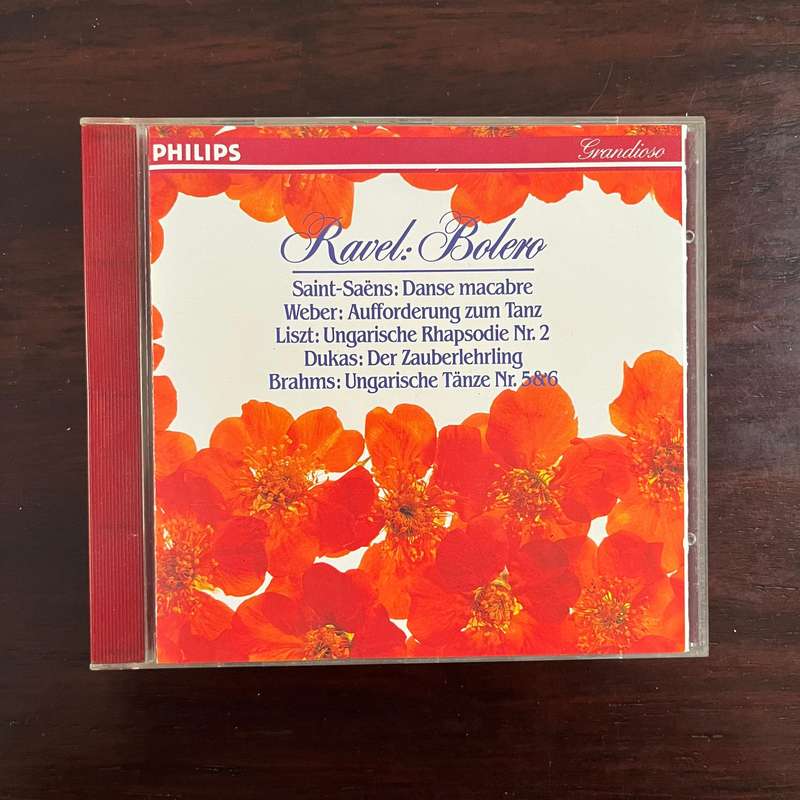 PHILIPS
Grandioso
Ravel: Bolero
Saint-Saëns: Danse macabre
Weber: Aufforderung zum Tanz
Liszt: Ungarische Rhapsodie Nr. 2
Dukas: Der Zauberlehrling
Brahms: Ungarische Tänze Nr. 5&6